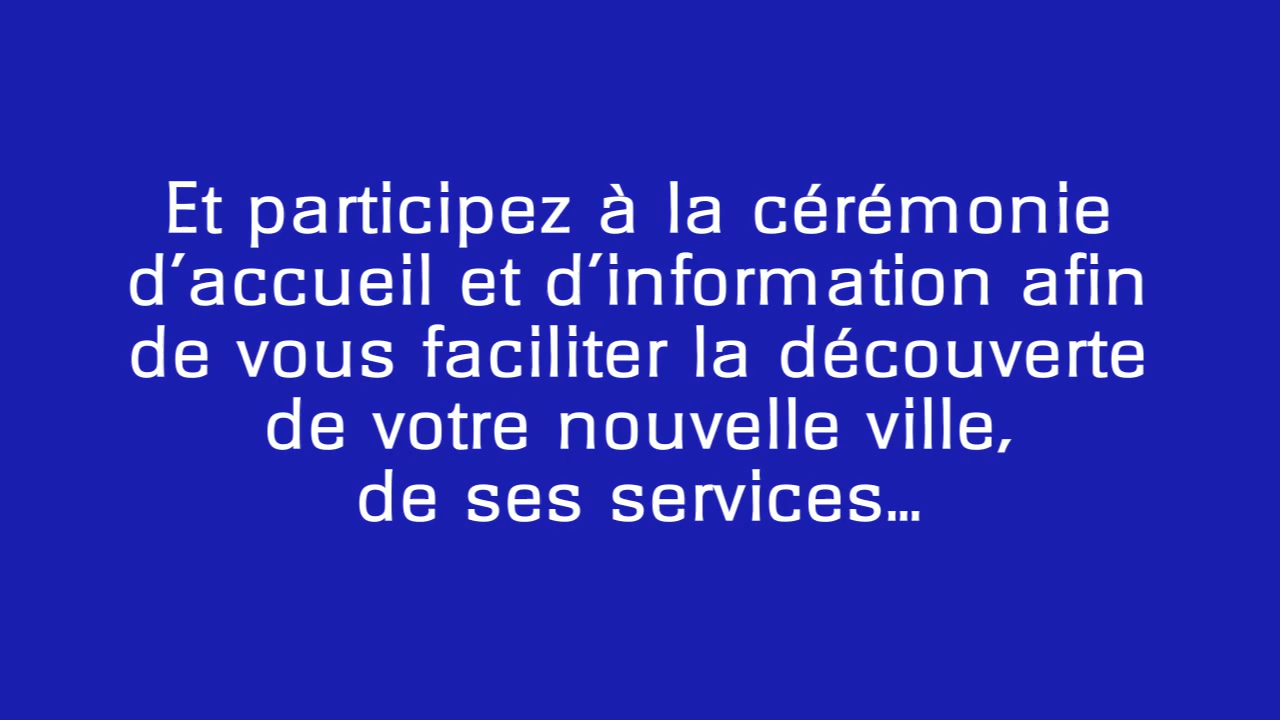 Et participez à la cérémonie
d’accueil et d’information afin
de vous faciliter la découverte
de votre nouvelle ville,
de ses services…